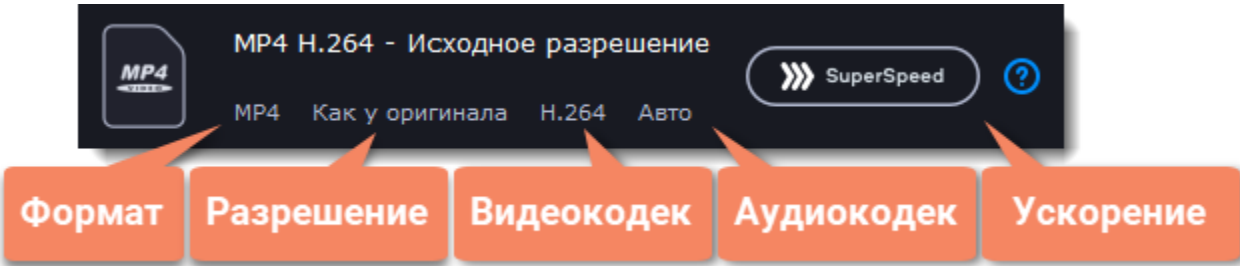 MP4 H.264 - Исходное разрешение
MP4
VIDEO
SuperSpeed
?
MP4 Как у оригинала H.264 Авто
Формат Разрешение Видеокодек Аудиокодек Ускорение